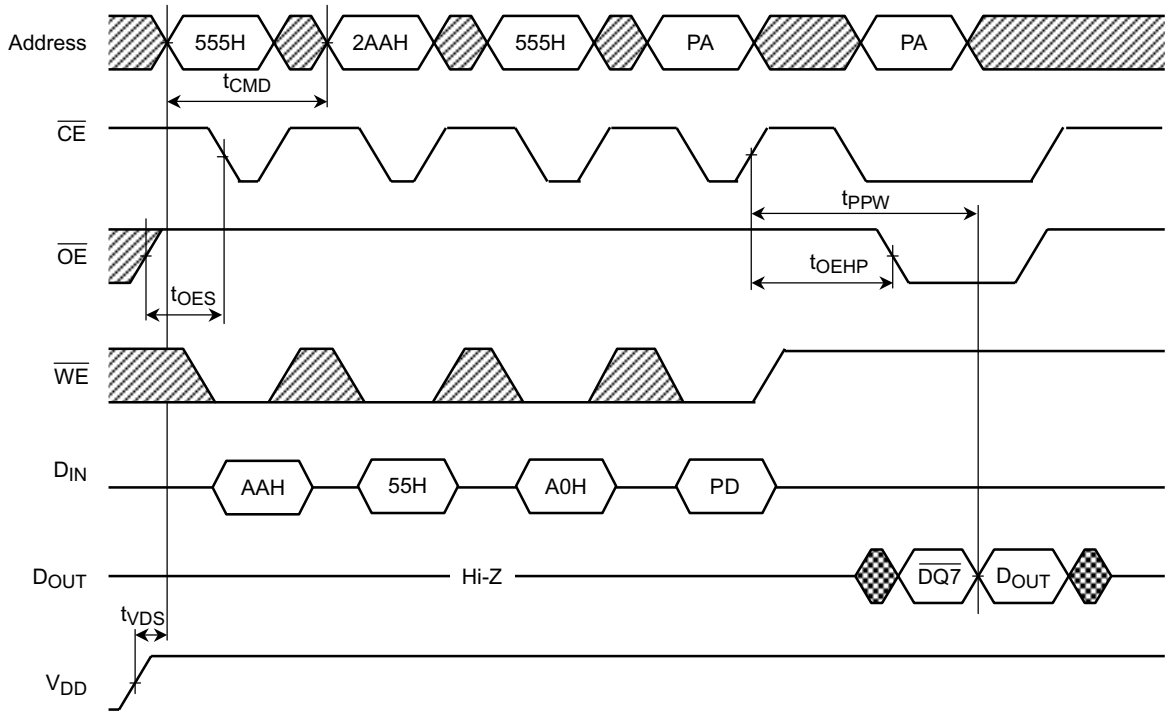 Address 555H 2AAH 555H PA PA
tCMD
CE
tPPW
OE
tOEHP
tOES
WE
DIN
AAH 55H A0H PD
DOUT Hi-Z DQ7 DOUT
tVDS
VDD